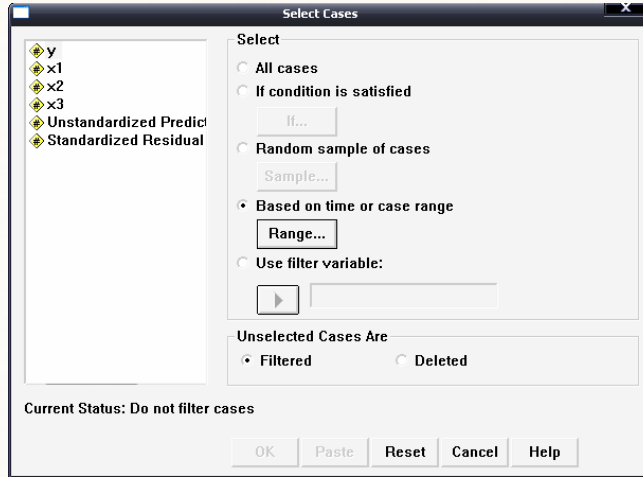 Select Cases
X
y
x1
x2
x3
Unstandardized Predict
Standardized Residual
Select
All cases
If condition is satisfied
If...
Random sample of cases
Sample...
Based on time or case range
Range...
Use filter variable:
Unselected Cases Are
Filtered Deleted
Current Status: Do not filter cases
OK Paste Reset Cancel Help